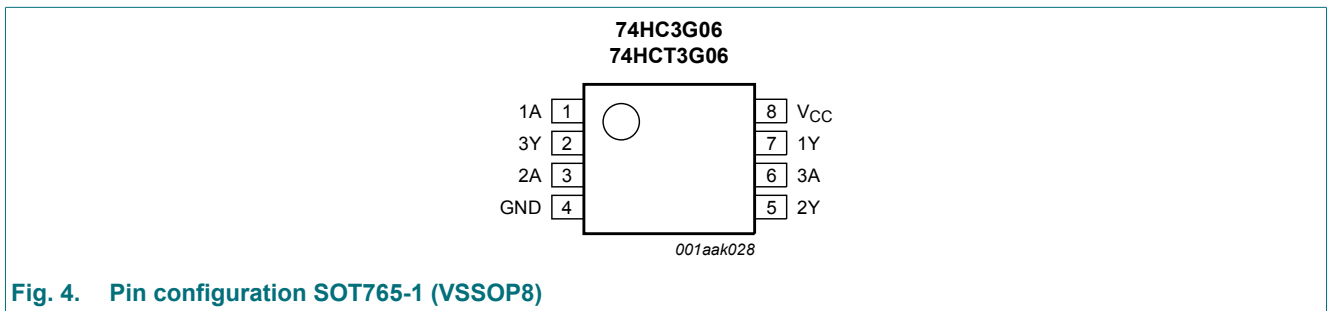 74HC3G06
74HCT3G06
1A 1 8 VCC
3Y 2 7 1Y
2A 3 6 3A
GND 4 5 2Y
001aak028
Fig. 4. Pin configuration SOT765-1 (VSSOP8)